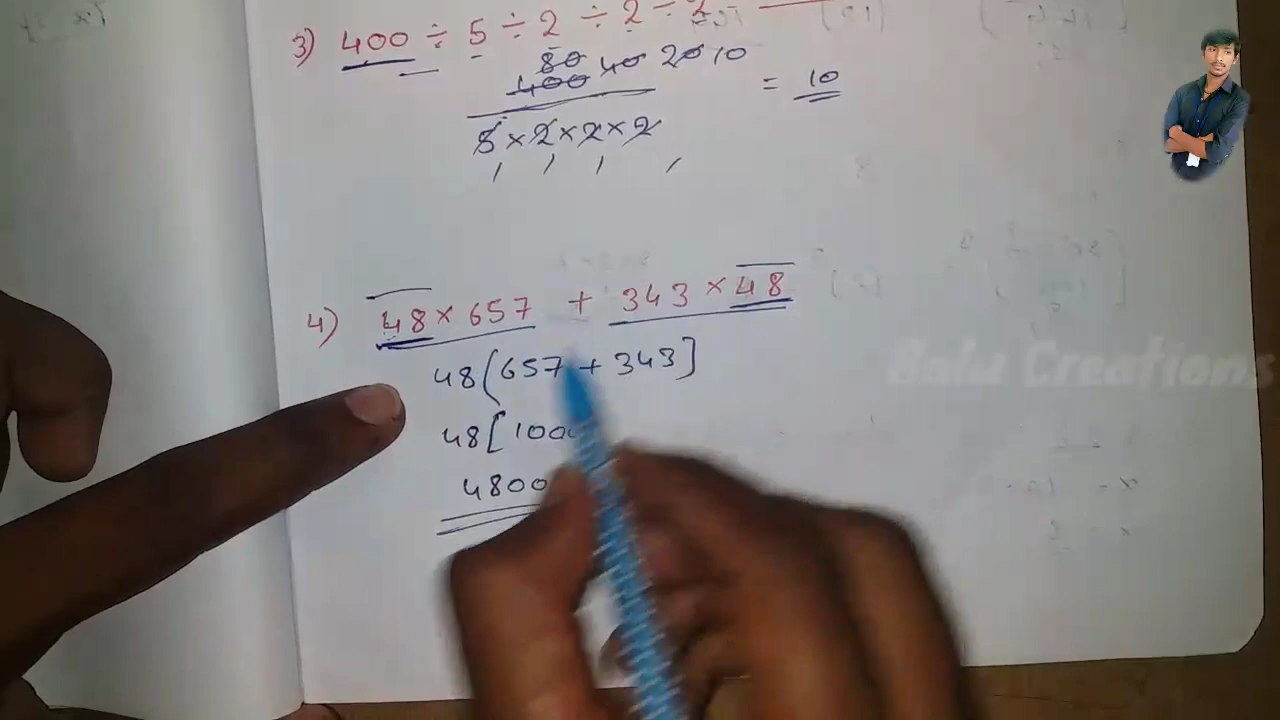 3) 400 ÷ 5 ÷ 2 ÷ 2 ÷ 2
80 40 20 10
400
5 × 2 × 2 × 2
= 10
4) 48 × 657 + 343 × 48
48(657 + 343]
48[100
4800
Balu Creations